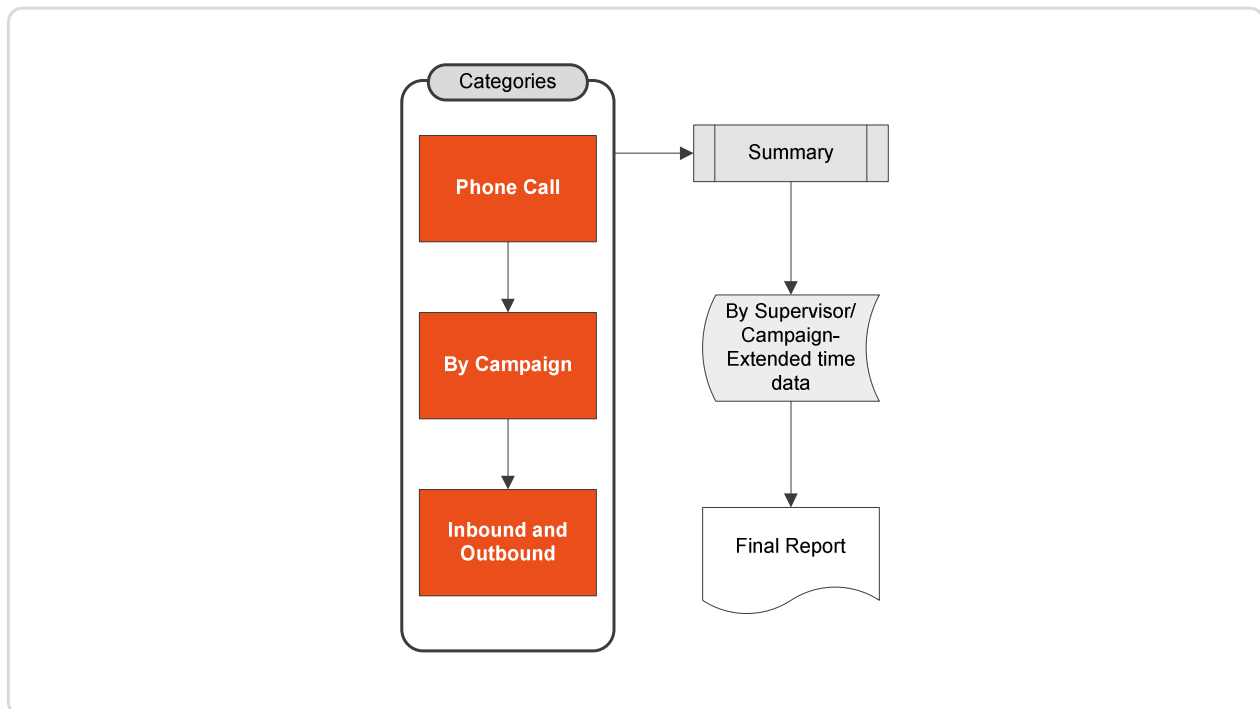 Categories
Phone Call
By Campaign
Inbound and
Outbound
Summary
By Supervisor/
Campaign-
Extended time
data
Final Report